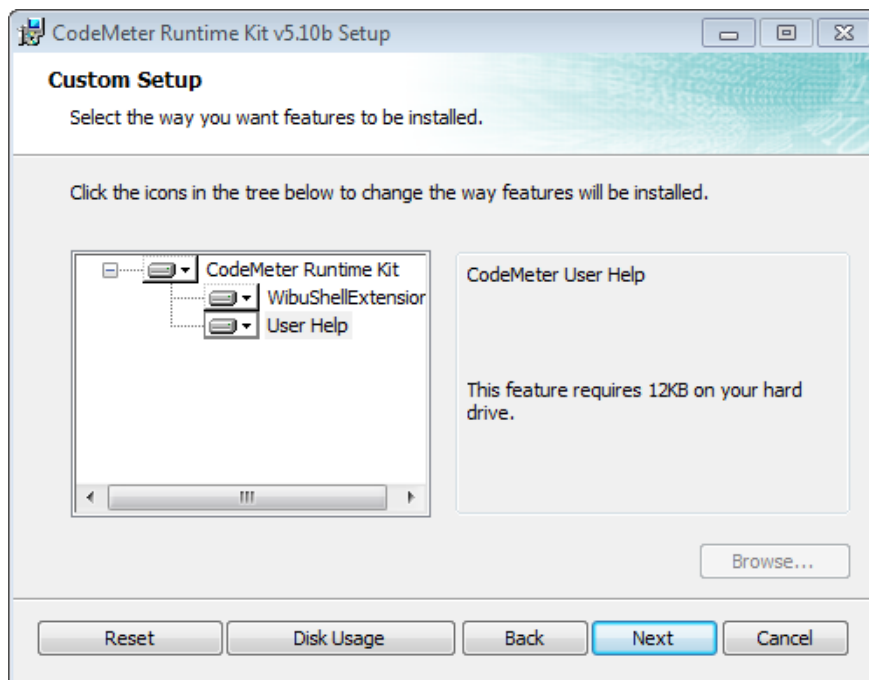 CodeMeter Runtime Kit v5.10b Setup
Custom Setup
Select the way you want features to be installed.
Click the icons in the tree below to change the way features will be installed.
CodeMeter Runtime Kit
WibuShellExtension
User Help
CodeMeter User Help
This feature requires 12KB on your hard
drive.
Browse...
Reset
Disk Usage
Back
Next
Cancel